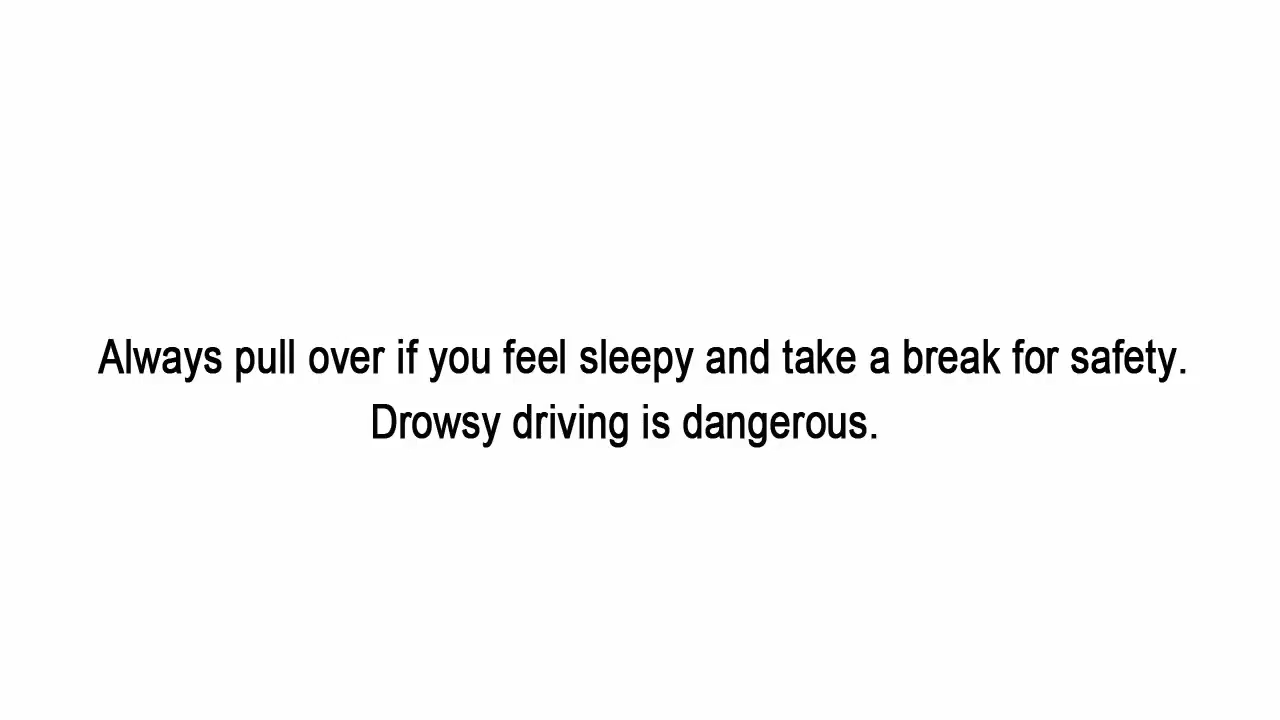 Always pull over if you feel sleepy and take a break for safety.
Drowsy driving is dangerous.